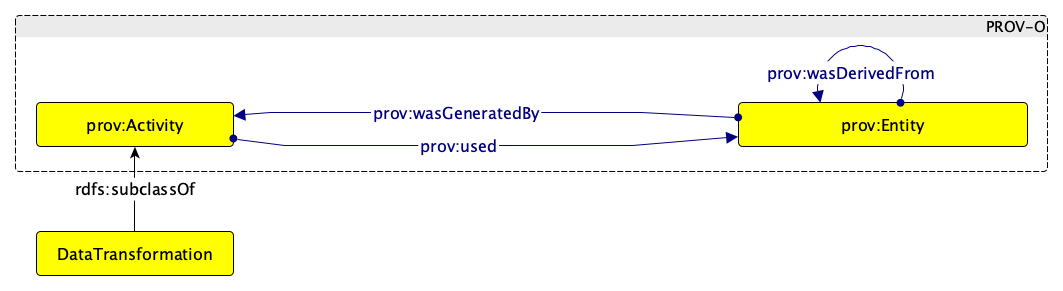 PROV-O
prov:wasDerivedFrom
prov:Activity
prov:wasGeneratedBy
prov:Entity
prov:used
rdfs:subclassOf
DataTransformation